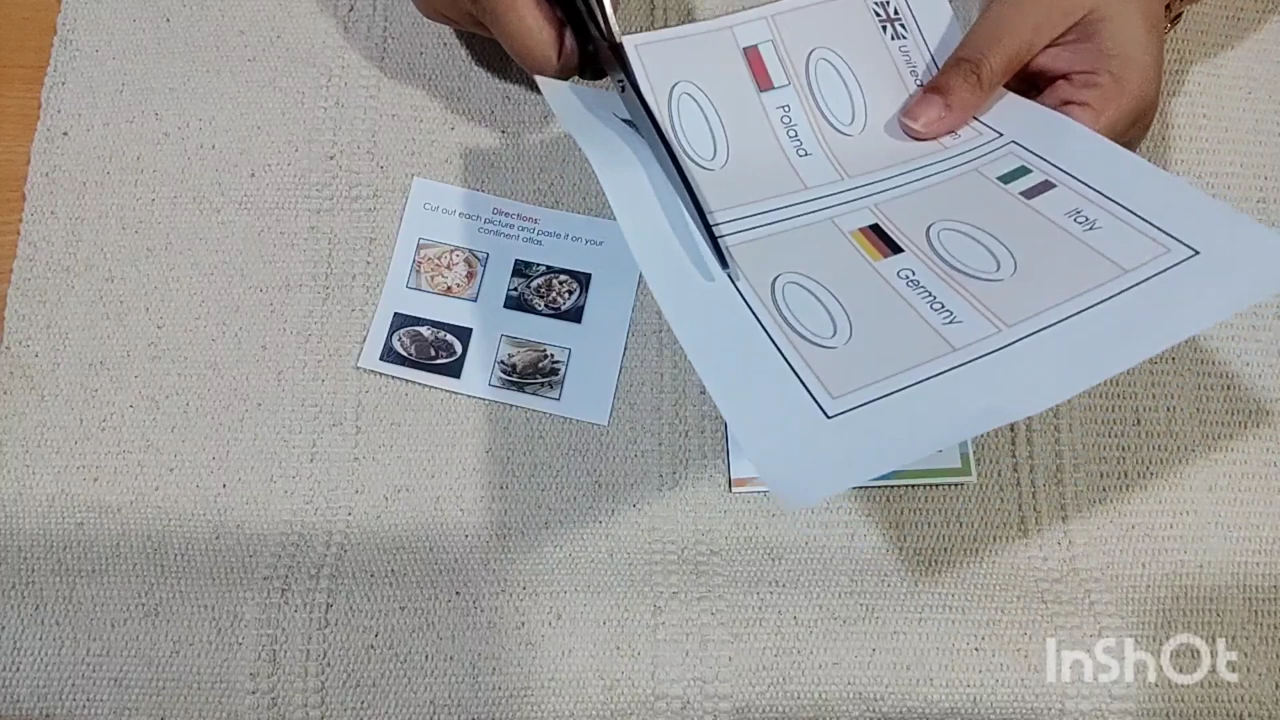 Directions:
Cut out each picture and paste it on your
continent atlas.
United
Poland
Italy
Germany
InShOt